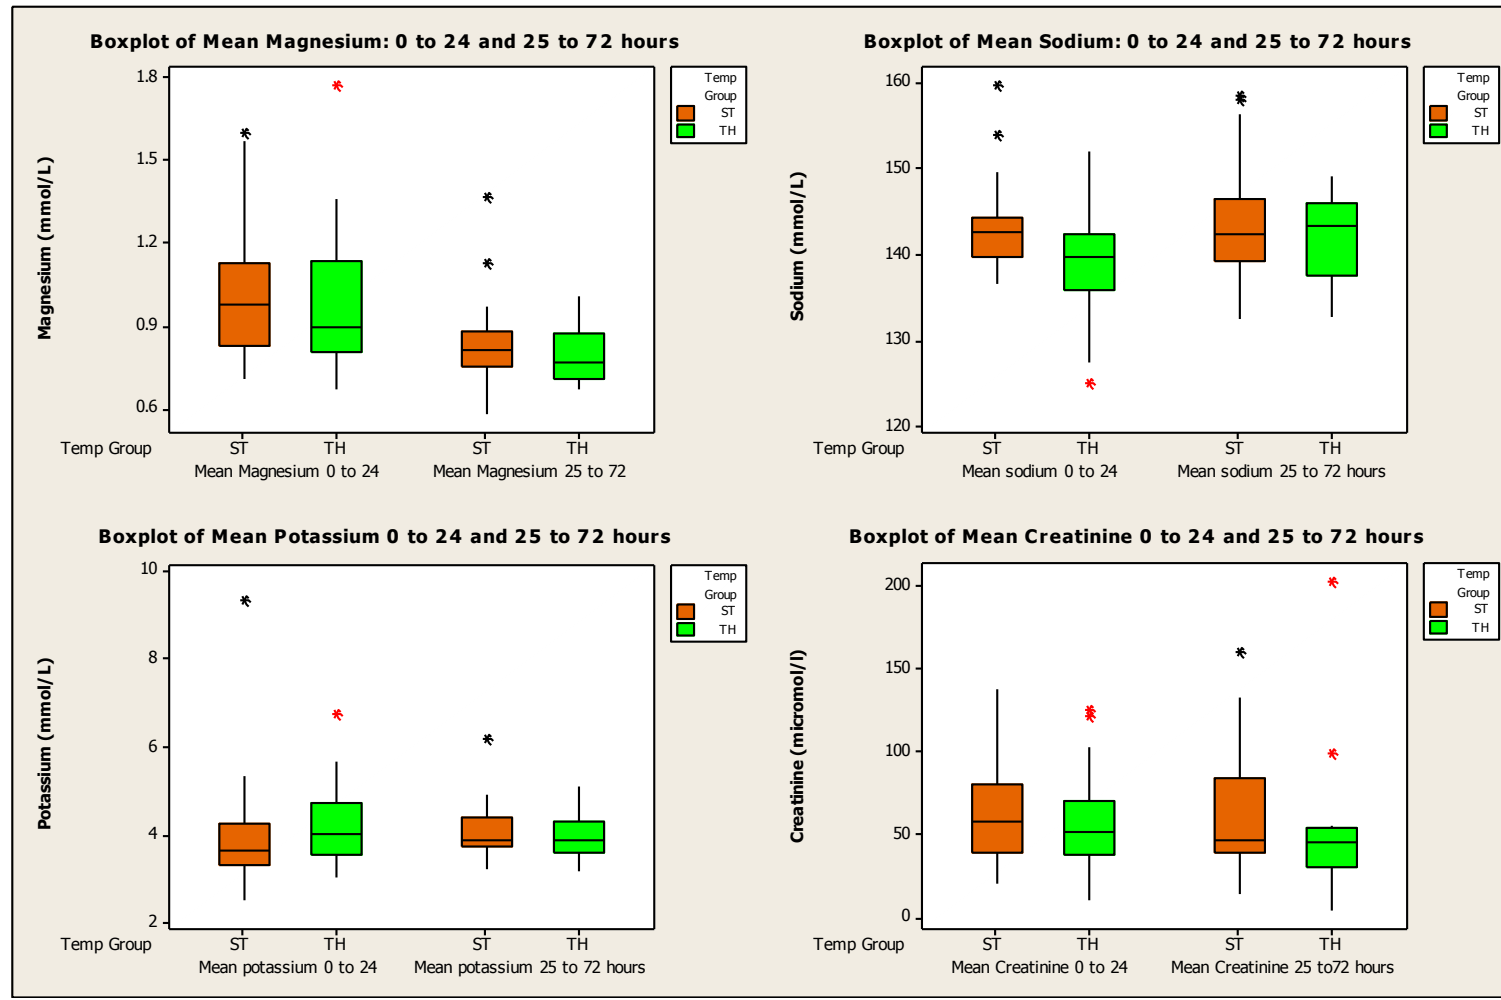 Boxplot of Mean Magnesium: 0 to 24 and 25 to 72 hours
Magnesium (mmol/L)
1.8
1.5
1.2
0.9
0.6
Temp
Group
ST
TH
Temp Group ST TH ST TH
Mean Magnesium 0 to 24 Mean Magnesium 25 to 72
Boxplot of Mean Sodium: 0 to 24 and 25 to 72 hours
Sodium (mmol/L)
160
150
140
130
120
Temp
Group
ST
TH
Temp Group ST TH ST TH
Mean sodium 0 to 24 Mean sodium 25 to 72 hours
Boxplot of Mean Potassium 0 to 24 and 25 to 72 hours
Potassium (mmol/L)
10
8
6
4
2
Temp
Group
ST
TH
Temp Group ST TH ST TH
Mean potassium 0 to 24 Mean potassium 25 to 72 hours
Boxplot of Mean Creatinine 0 to 24 and 25 to 72 hours
Creatinine (micromol/l)
200
150
100
50
0
Temp
Group
ST
TH
Temp Group ST TH ST TH
Mean Creatinine 0 to 24 Mean Creatinine 25 to72 hours